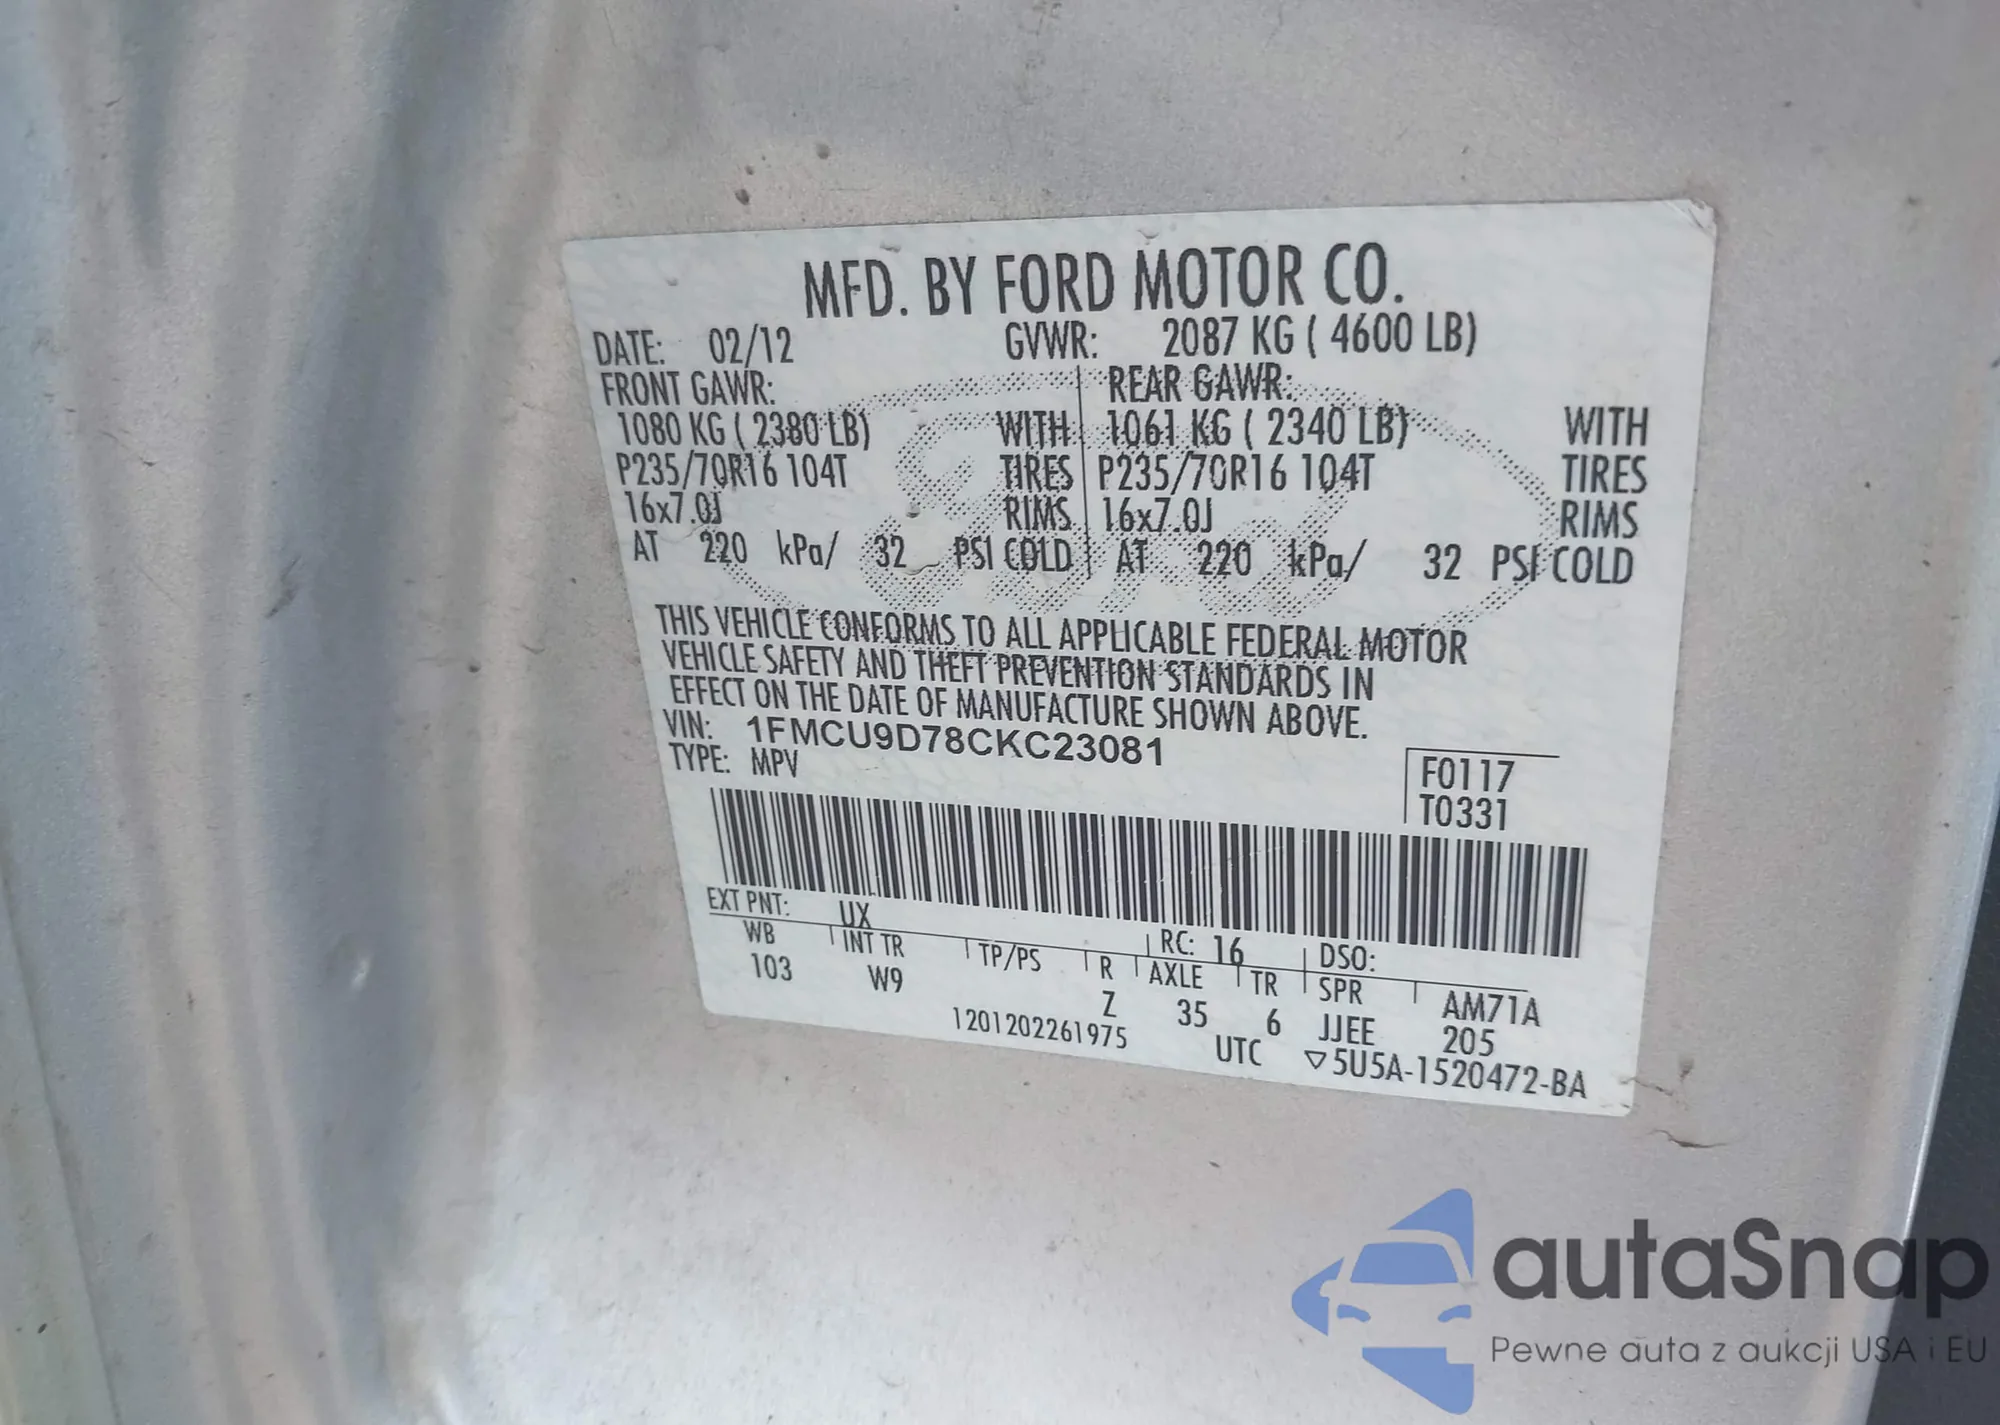 MFD. BY FORD MOTOR CO.
DATE: 02/12 GVWR: 2087 KG ( 4600 LB)
FRONT GAWR: REAR GAWR:
1080 KG ( 2380 LB) WITH 1061 KG ( 2340 LB) WITH
P235/70R16 104T TIRES P235/70R16 104T TIRES
16x7.0J RIMS 16x7.0J RIMS
AT 220 kPa/ 32 PSI COLD AT 220 kPa/ 32 PSI COLD
THIS VEHICLE CONFORMS TO ALL APPLICABLE FEDERAL MOTOR
VEHICLE SAFETY AND THEFT PREVENTION STANDARDS IN
EFFECT ON THE DATE OF MANUFACTURE SHOWN ABOVE.
VIN: 1FMCU9D78CKC23081
TYPE: MPV
F0117
T0331
EXT PNT: UX RC: 16 DSO:
WB INT TR TP/PS R AXLE TR SPR AM71A
103 W9 Z 35 6 JJEE 205
1201202261975 UTC ▽5U5A-1520472-BA
autaSnap
Pewne auta z aukcji USA i EU